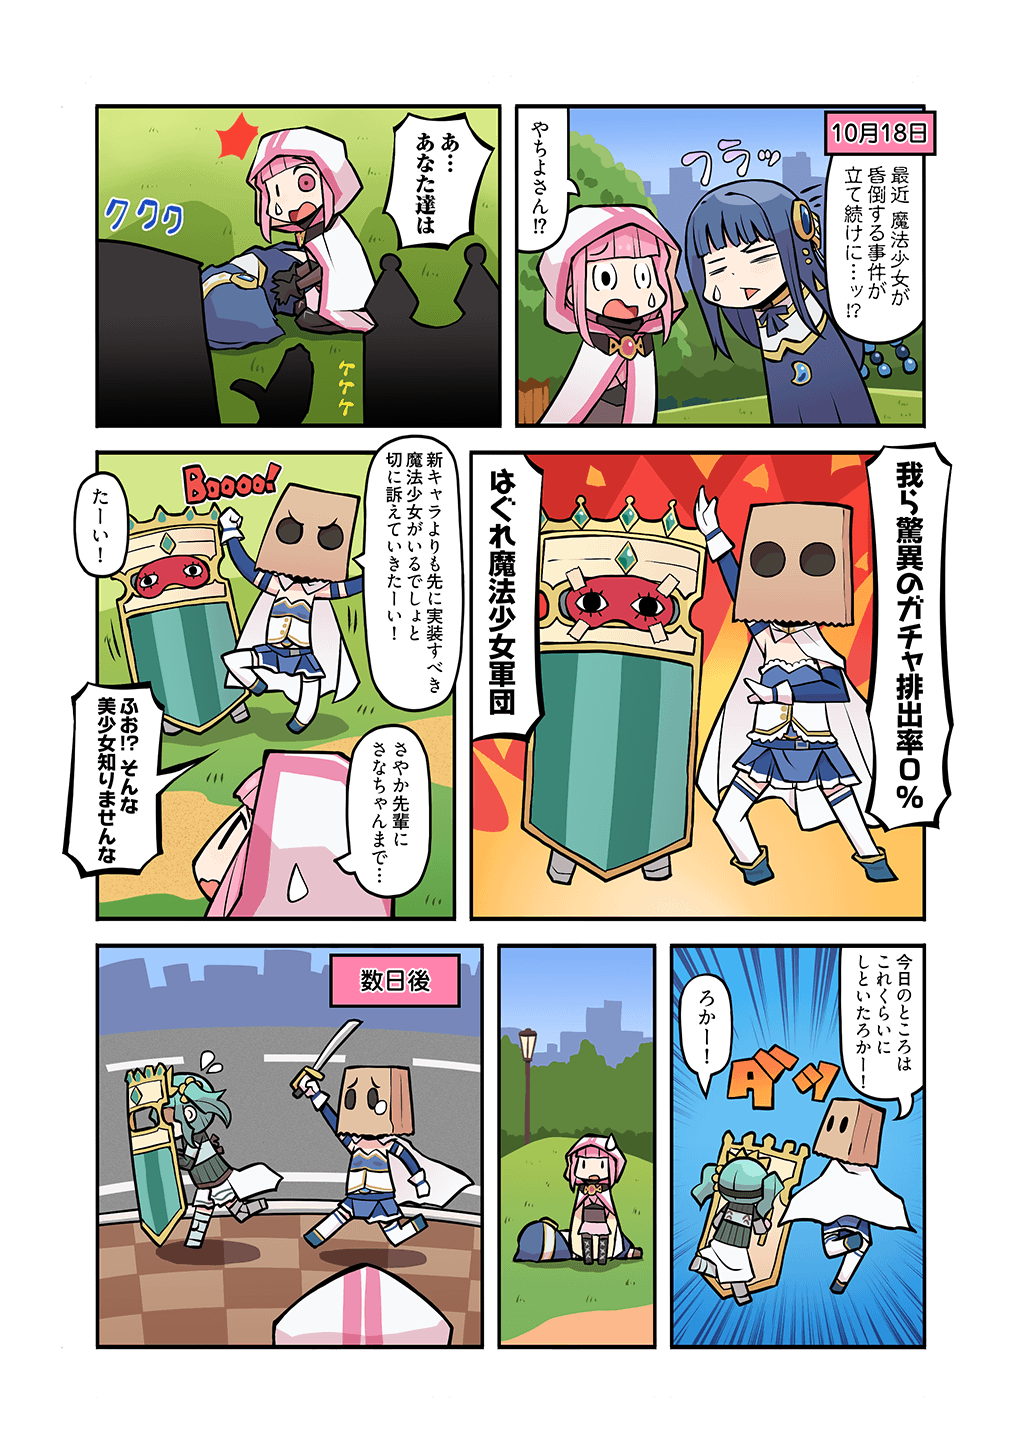 10月18日
最近 魔法少女が
昏倒する事件が
立て続けに…ッ!?
フラッ
やちよさん!?
あ…
あなた達は
ククク
ケケケ
我ら驚異のガチャ排出率0%
はぐれ魔法少女軍団
新キャラよりも先に実装すべき
魔法少女がいるでしょと
切に訴えていきたーい!
Boooo!
たーい!
さやか先輩に
さなちゃんまで…
ふお!? そんな
美少女知りませんな
今日のところは
これくらいに
しといたろかー!
ろかー!
ダッ
数日後